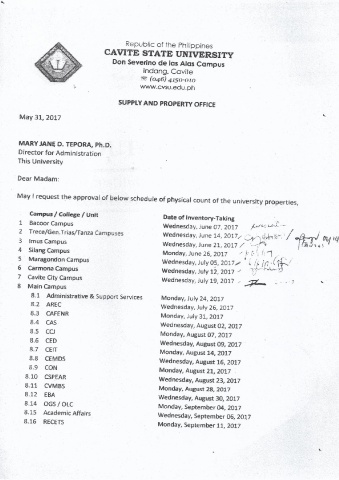 Republic of the Philippines
CAVITE STATE UNIVERSITY
Don Severino de las Alas Campus
Indang, Cavite
☏ (046) 4150-010
www.cvsu.edu.ph
SUPPLY AND PROPERTY OFFICE
May 31, 2017
MARY JANE D. TEPORA, Ph.D.
Director for Administration
This University
Dear Madam:
May I request the approval of below schedule of physical count of the university properties,
Campus / College / Unit Date of Inventory-Taking
1 Bacoor Campus Wednesday, June 07, 2017
2 Trece/Gen.Trias/Tanza Campuses Wednesday, June 14, 2017
3 Imus Campus Wednesday, June 21, 2017
4 Silang Campus Monday, June 26, 2017
5 Maragondon Campus Wednesday, July 05, 2017
6 Carmona Campus Wednesday, July 12, 2017
7 Cavite City Campus Wednesday, July 19, 2017
8 Main Campus
8.1 Administrative & Support Services Monday, July 24, 2017
8.2 AREC Wednesday, July 26, 2017
8.3 CAFENR Monday, July 31, 2017
8.4 CAS Wednesday, August 02, 2017
8.5 CCJ Monday, August 07, 2017
8.6 CED Wednesday, August 09, 2017
8.7 CEIT Monday, August 14, 2017
8.8 CEMDS Wednesday, August 16, 2017
8.9 CON Monday, August 21, 2017
8.10 CSPEAR Wednesday, August 23, 2017
8.11 CVMBS Monday, August 28, 2017
8.12 EBA Wednesday, August 30, 2017
8.14 OGS / OLC Monday, September 04, 2017
8.15 Academic Affairs Wednesday, September 06, 2017
8.16 RECETS Monday, September 11, 2017